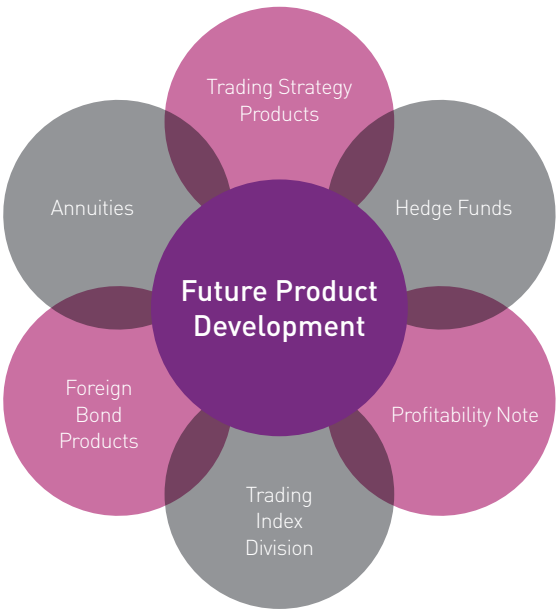 Trading Strategy
Products
Annuities
Hedge Funds
Future Product
Development
Foreign
Bond
Products
Profitability Note
Trading
Index
Division